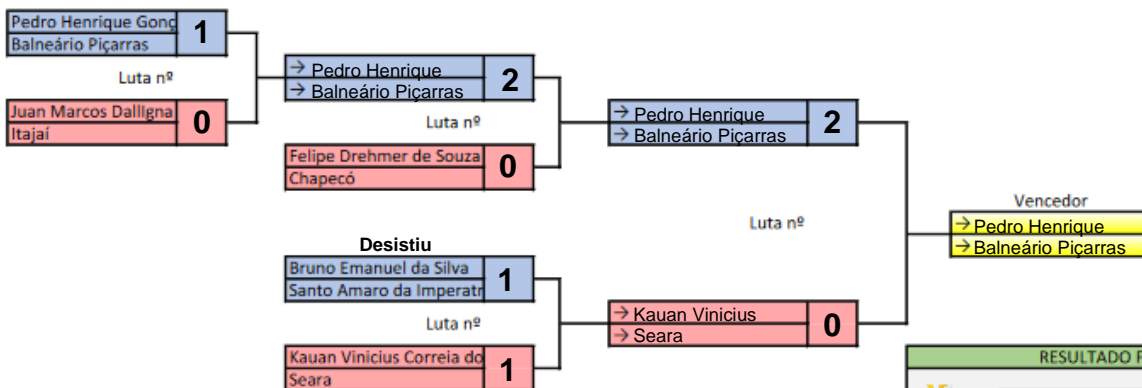 Pedro Henrique Gonç
Balneário Piçarras
1
Luta nº
Juan Marcos DallIgna
Itajaí
0
→ Pedro Henrique
→ Balneário Piçarras
2
Luta nº
Felipe Drehmer de Souza
Chapecó
0
→ Pedro Henrique
→ Balneário Piçarras
2
Luta nº
Desistiu
Bruno Emanuel da Silva
Santo Amaro da Imperatr
1
Luta nº
Kauan Vinicius Correia do
Seara
1
→ Kauan Vinicius
→ Seara
0
Vencedor
→ Pedro Henrique
→ Balneário Piçarras
RESULTADO